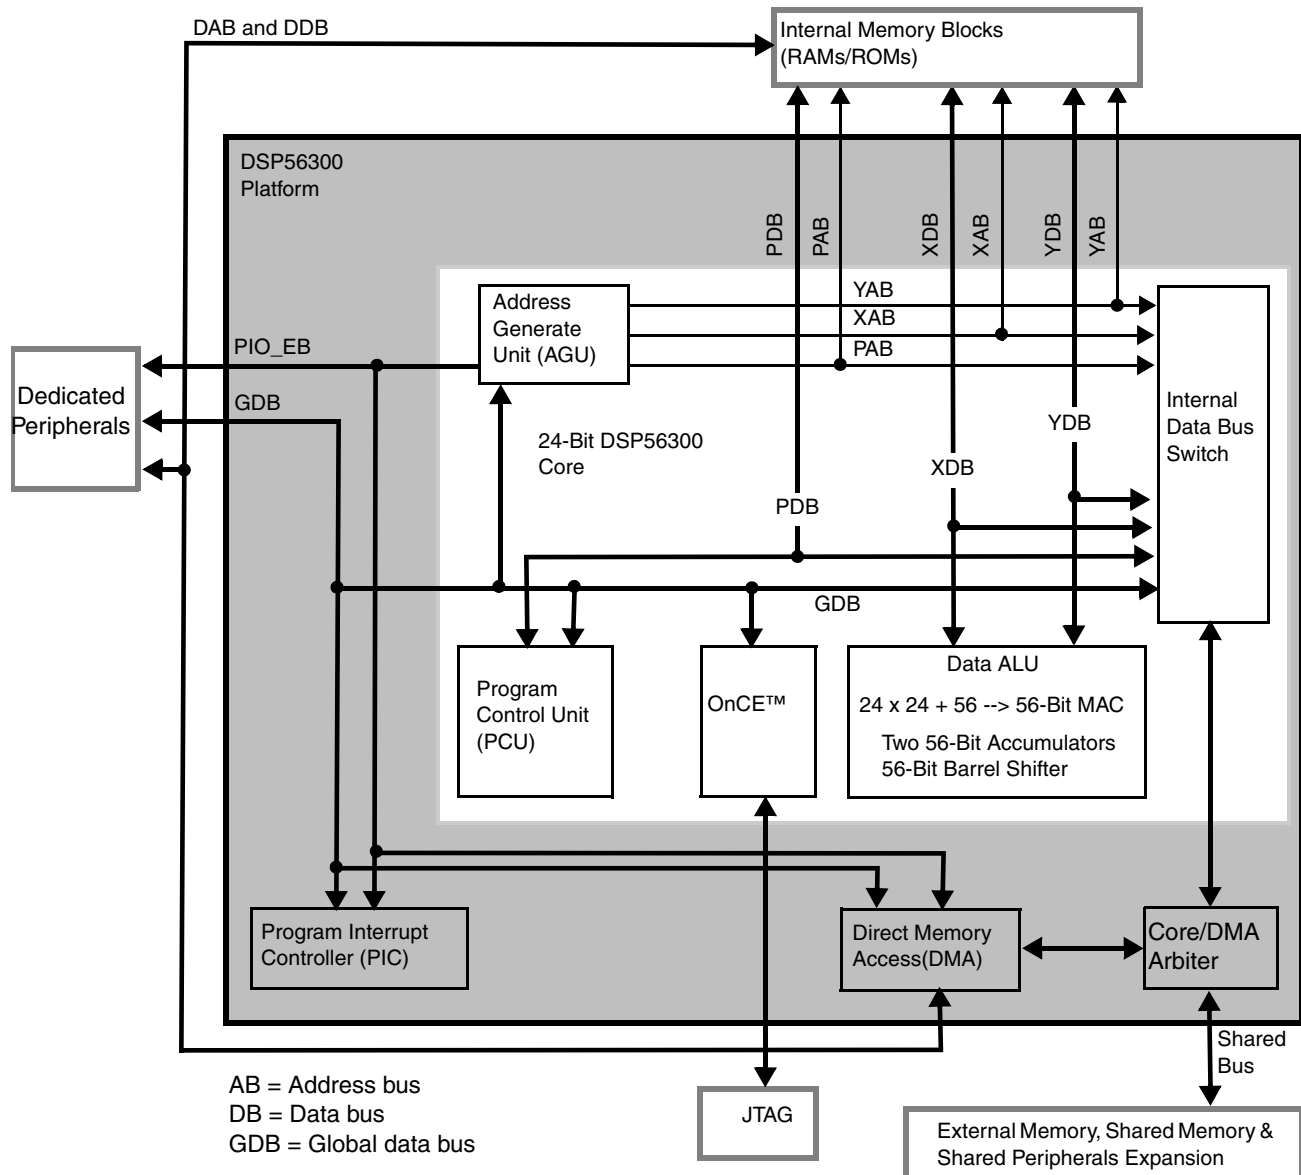 DAB and DDB
Internal Memory Blocks
(RAMs/ROMs)
DSP56300
Platform
PDB
PAB
XDB
XAB
YDB
YAB
Address
Generate
Unit (AGU)
YAB
XAB
PAB
PIO_EB
GDB
Dedicated
Peripherals
24-Bit DSP56300
Core
Internal
Data Bus
Switch
YDB
XDB
PDB
GDB
Program
Control Unit
(PCU)
OnCE™
Data ALU
24 x 24 + 56 --> 56-Bit MAC
Two 56-Bit Accumulators
56-Bit Barrel Shifter
Program Interrupt
Controller (PIC)
Direct Memory
Access(DMA)
Core/DMA
Arbiter
Shared
Bus
AB = Address bus
DB = Data bus
GDB = Global data bus
JTAG
External Memory, Shared Memory &
Shared Peripherals Expansion